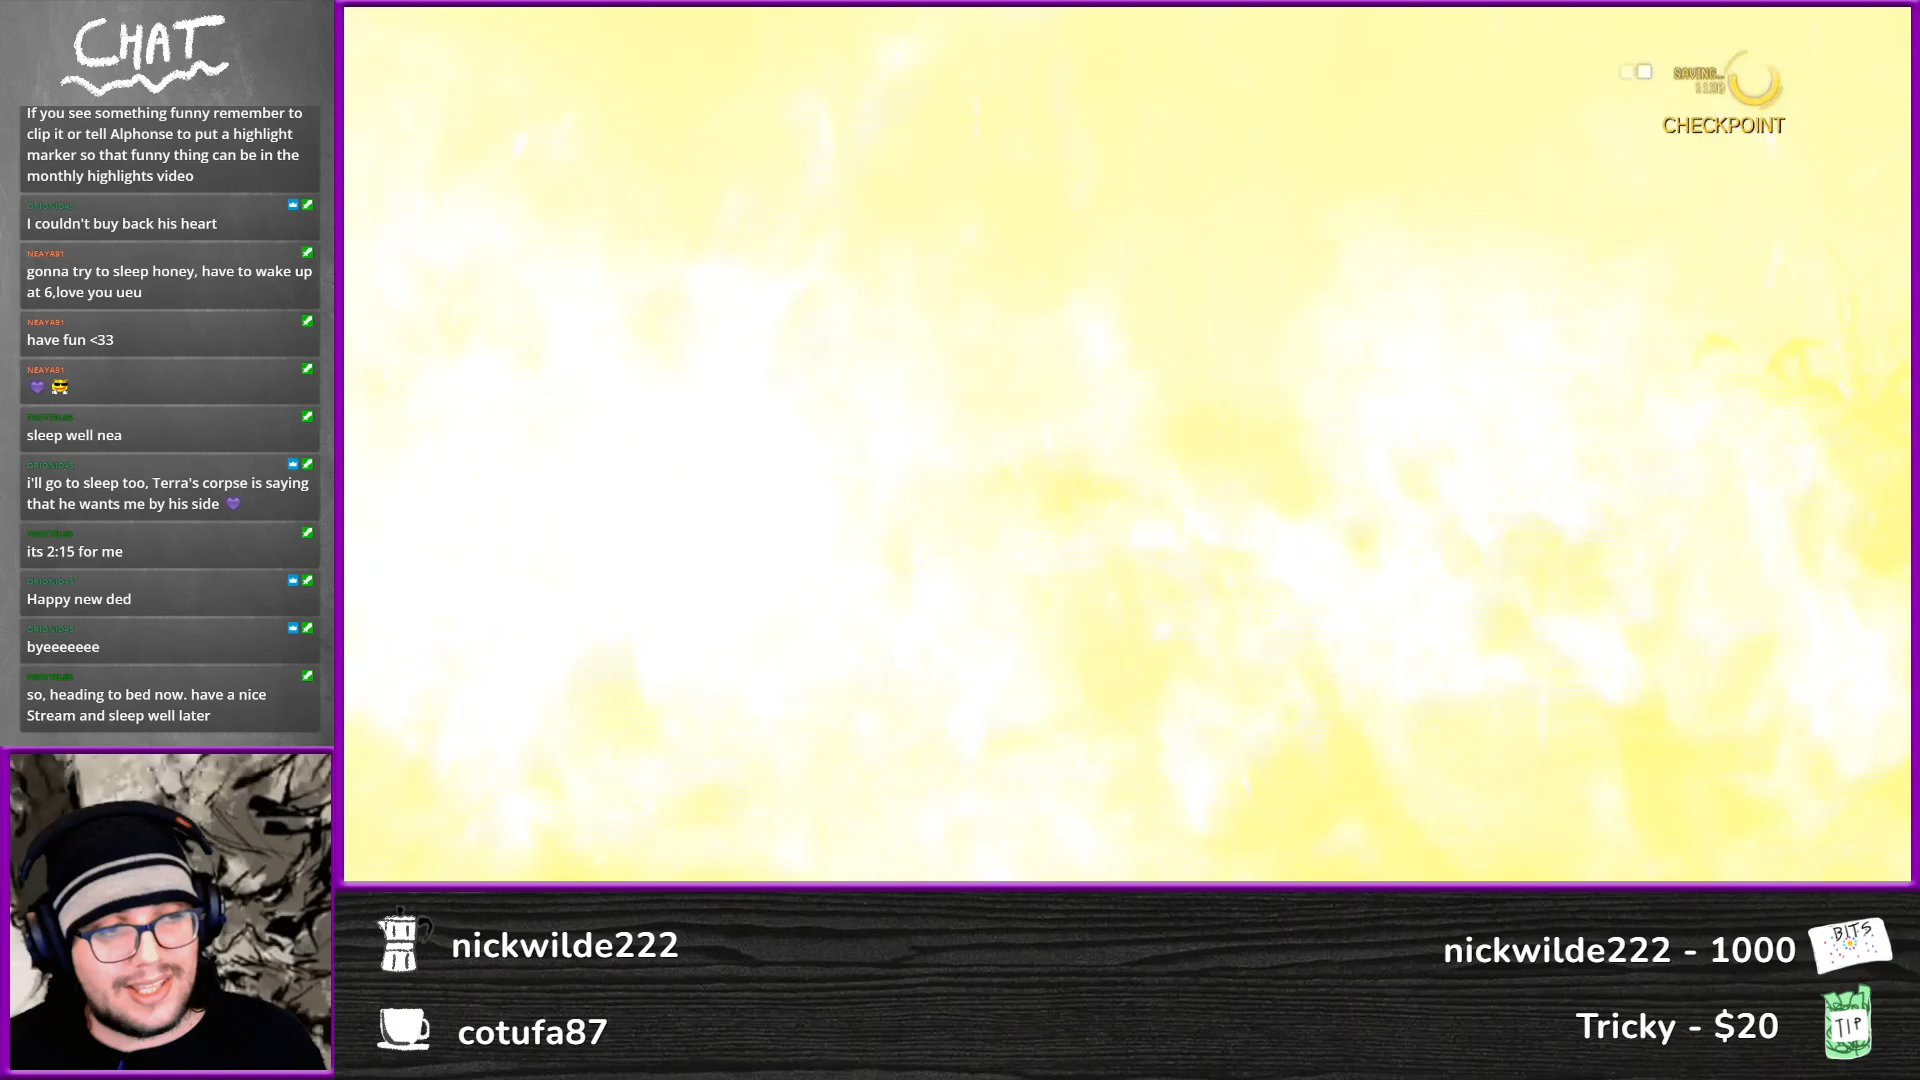 CHAT
If you see something funny remember to
clip it or tell Alphonse to put a highlight
marker so that funny thing can be in the
monthly highlights video
I couldn't buy back his heart
NEAYA91
gonna try to sleep honey, have to wake up
at 6,love you ueu
NEAYA91
have fun <33
NEAYA91
sleep well nea
i'll go to sleep too, Terra's corpse is saying
that he wants me by his side
its 2:15 for me
Happy new ded
byeeeeeee
so, heading to bed now. have a nice
Stream and sleep well later
SAVING...
CHECKPOINT
nickwilde222
cotufa87
nickwilde222 - 1000
BITS
Tricky - $20
TIP